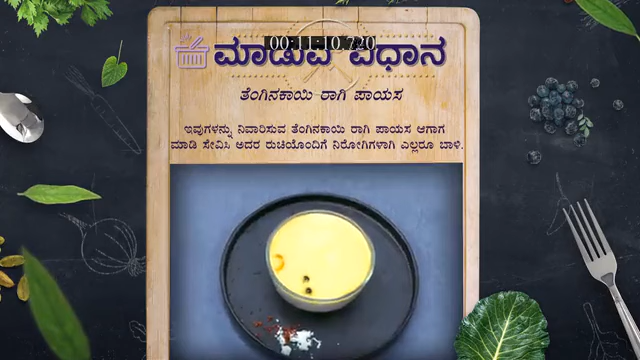 00:11:10.720
ಮಾಡುವ ವಿಧಾನ
ತೆಂಗಿನಕಾಯಿ ರಾಗಿ ಪಾಯಸ
ಇವುಗಳನ್ನು ನಿವಾರಿಸುವ ತೆಂಗಿನಕಾಯಿ ರಾಗಿ ಪಾಯಸ ಆಗಾಗ
ಮಾಡಿ ಸೇವಿಸಿ ಅದರ ರುಚಿಯೊಂದಿಗೆ ನಿರೋಗಿಗಳಾಗಿ ಎಲ್ಲರೂ ಬಾಳಿ.